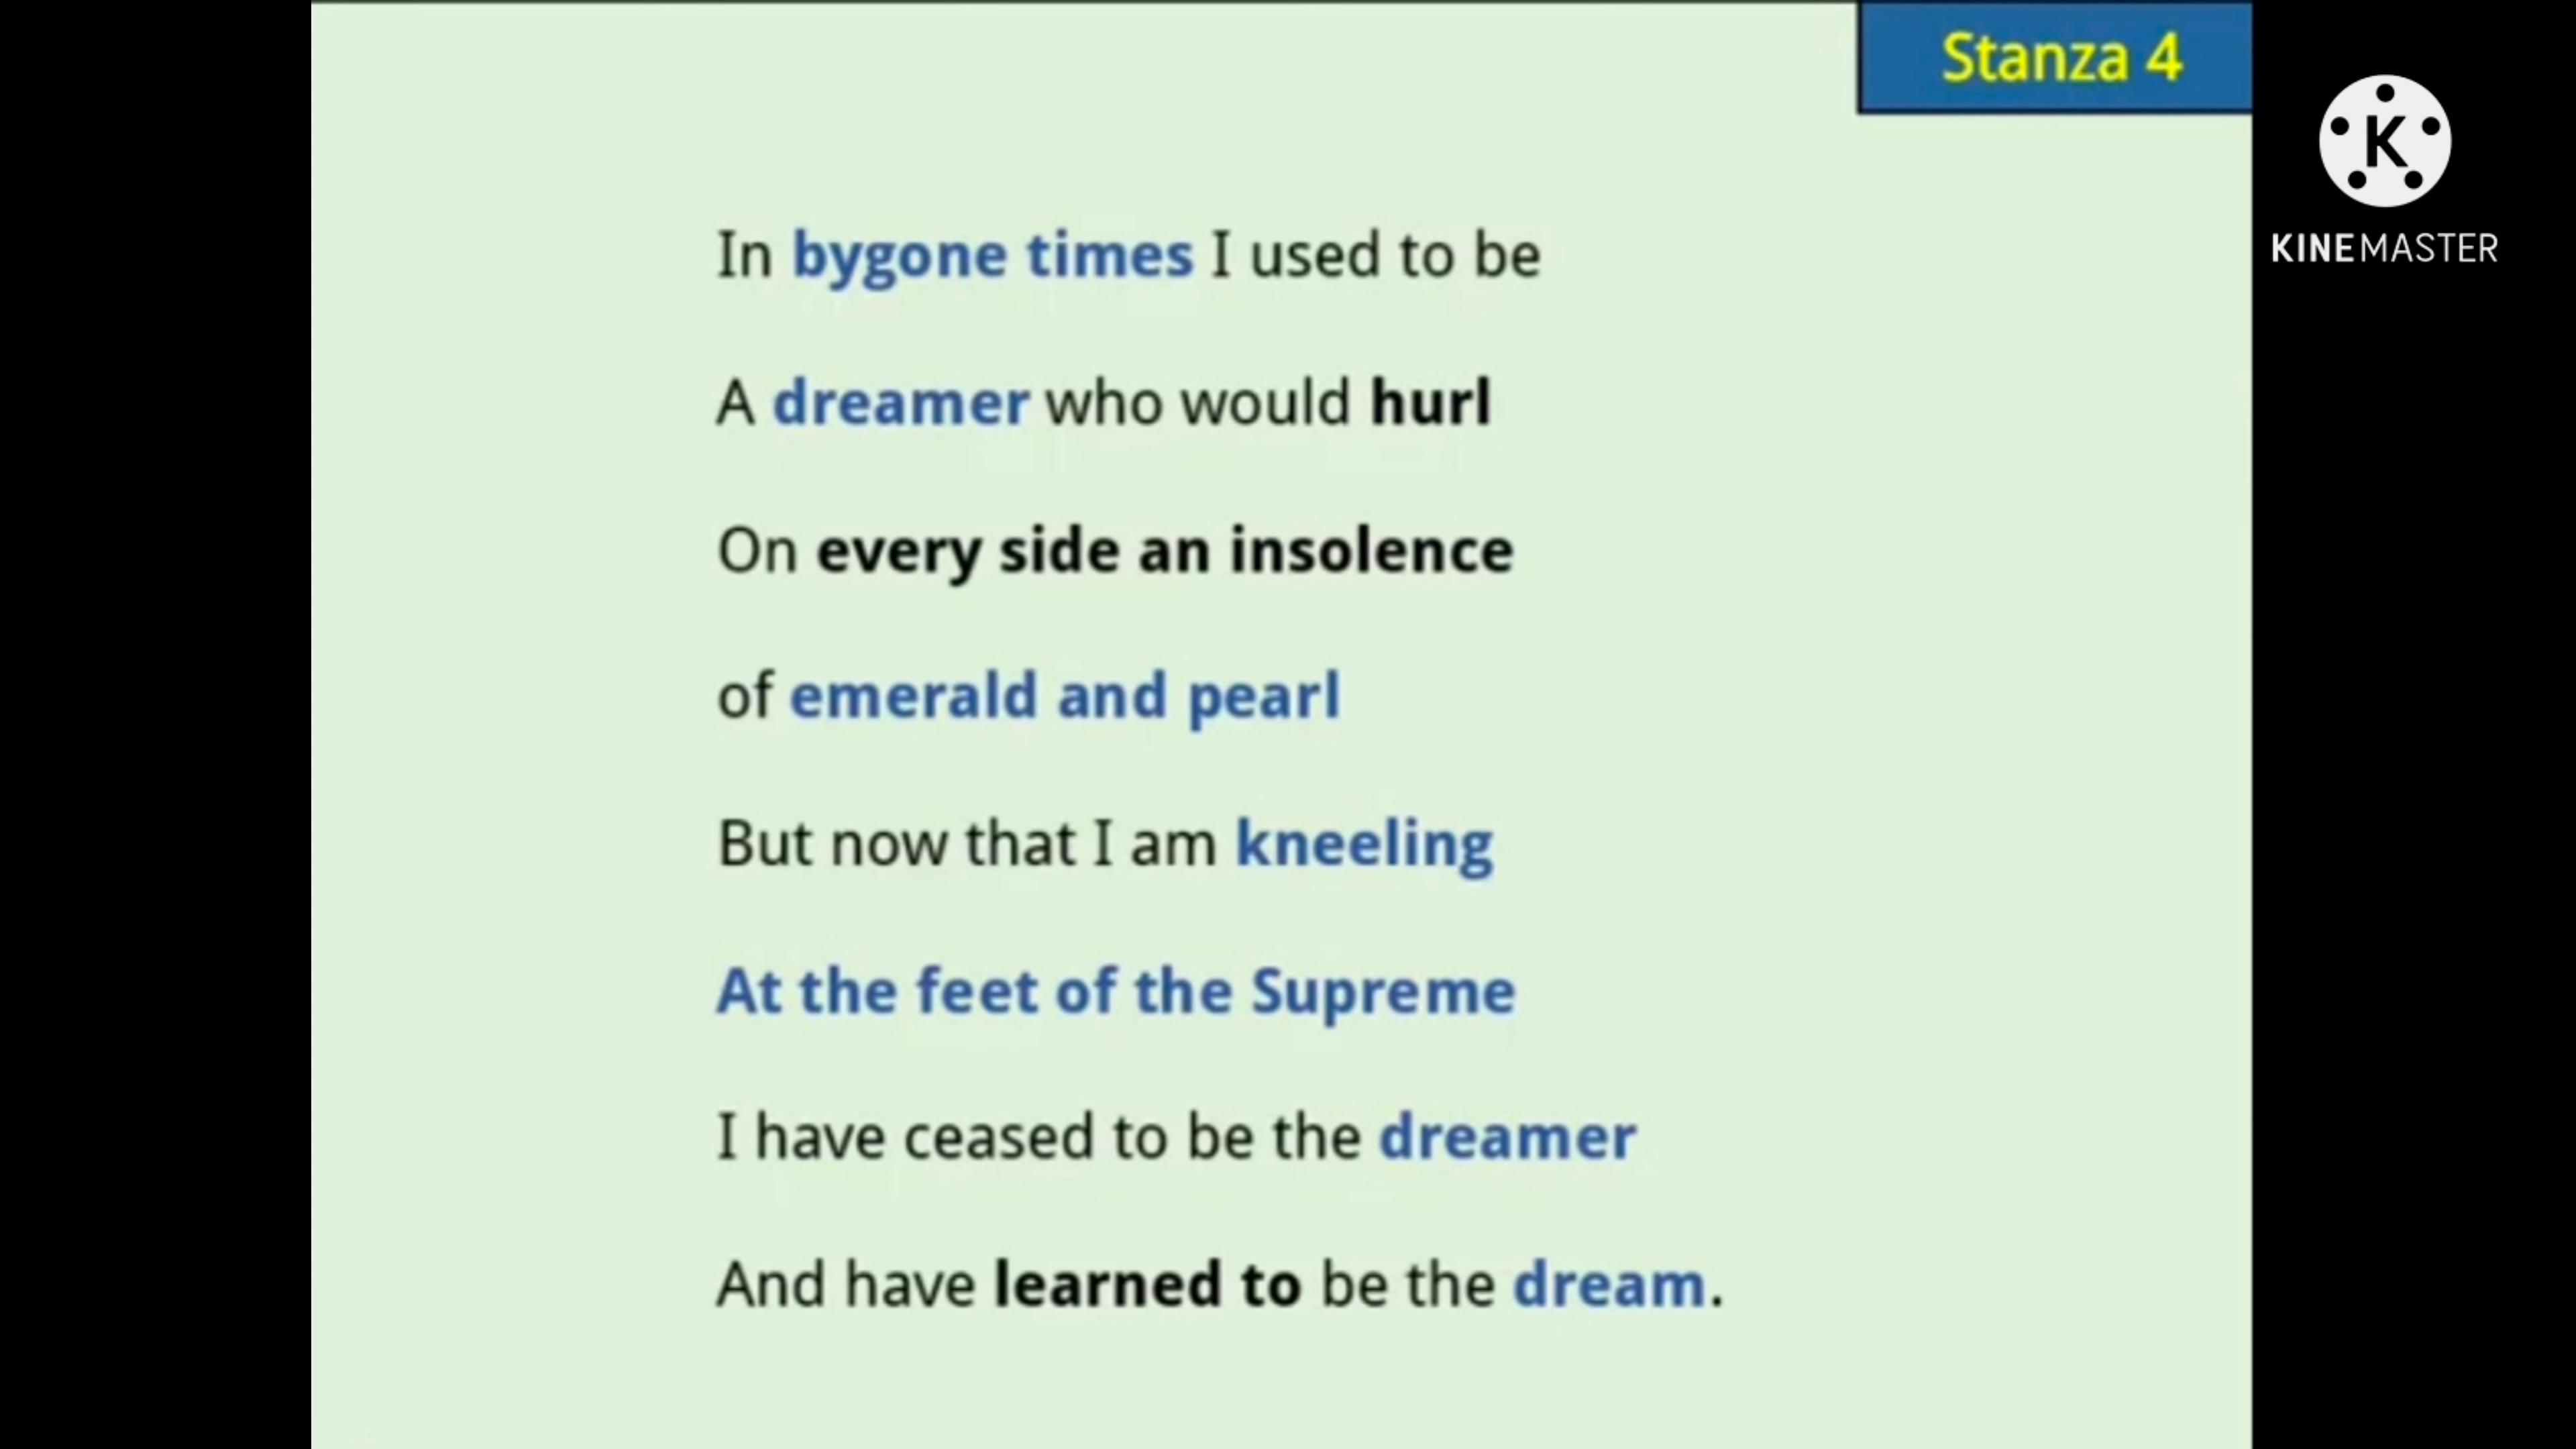 Stanza 4
K
KINEMASTER
In bygone times I used to be
A dreamer who would hurl
On every side an insolence
of emerald and pearl
But now that I am kneeling
At the feet of the Supreme
I have ceased to be the dreamer
And have learned to be the dream.